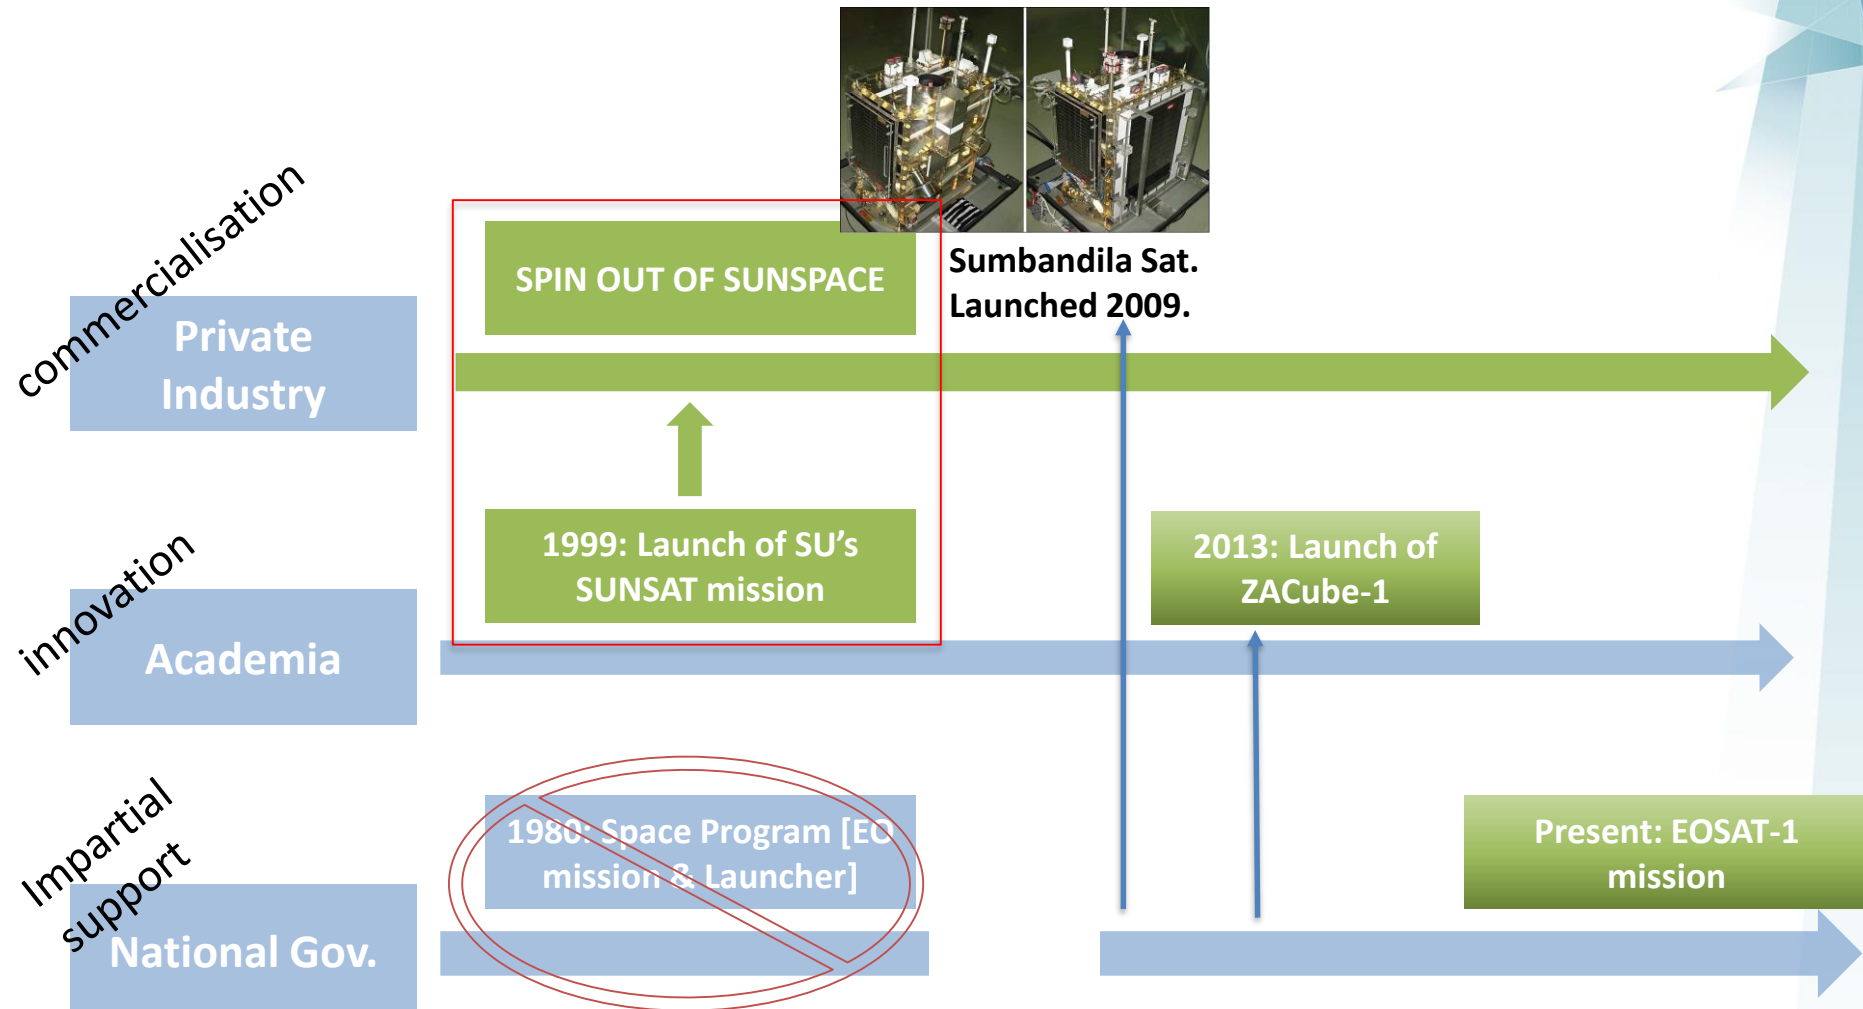 commercialisation
Private
Industry
SPIN OUT OF SUNSPACE
Sumbandila Sat.
Launched 2009.
innovation
Academia
1999: Launch of SU’s
SUNSAT mission
2013: Launch of
ZACube-1
Impartial
support
National Gov.
1980: Space Program [EO
mission & Launcher]
Present: EOSAT-1
mission